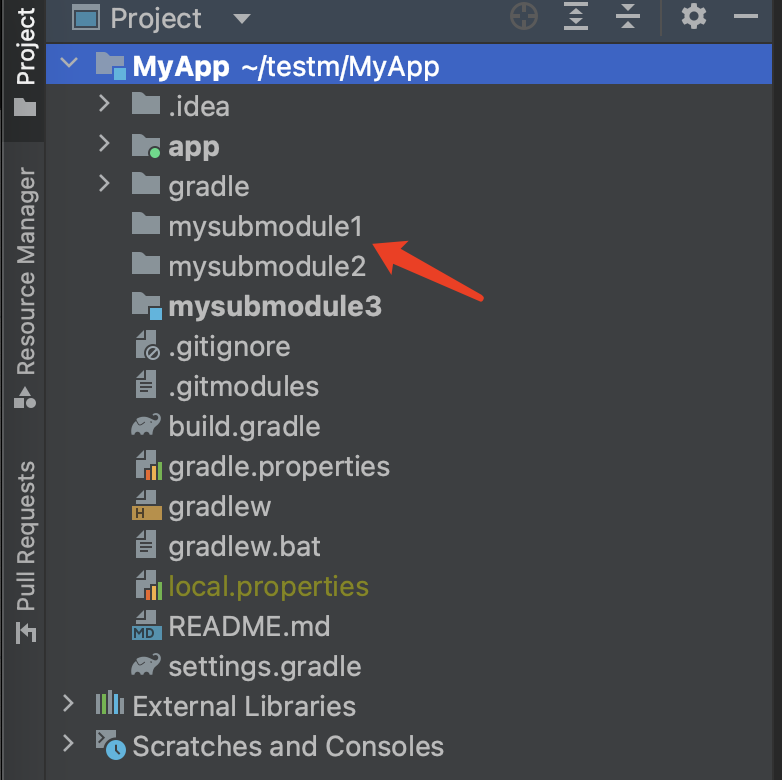 Project
Project
Resource Manager
Pull Requests
MyApp ~/testm/MyApp
.idea
app
gradle
mysubmodule1
mysubmodule2
mysubmodule3
.gitignore
.gitmodules
build.gradle
gradle.properties
H
gradlew
gradlew.bat
local.properties
MD
README.md
settings.gradle
External Libraries
Scratches and Consoles